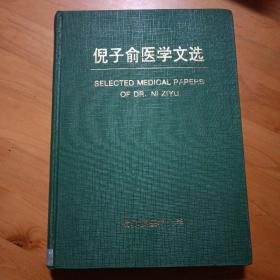 倪子俞医学文选
SELECTED MEDICAL PAPERS
OF DR. NI ZIYU